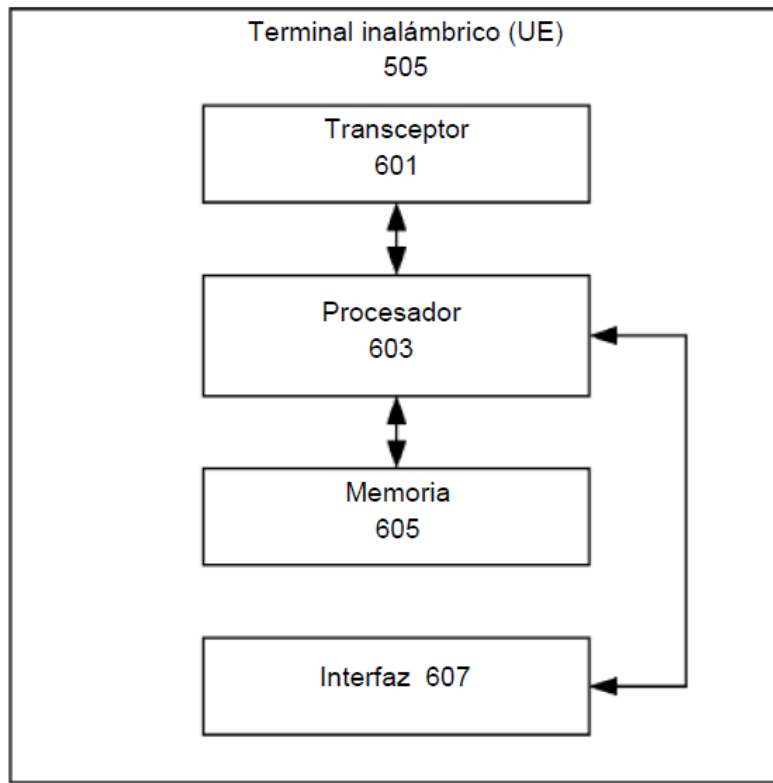 Terminal inalámbrico (UE)
505
Transceptor
601
Procesador
603
Memoria
605
Interfaz 607